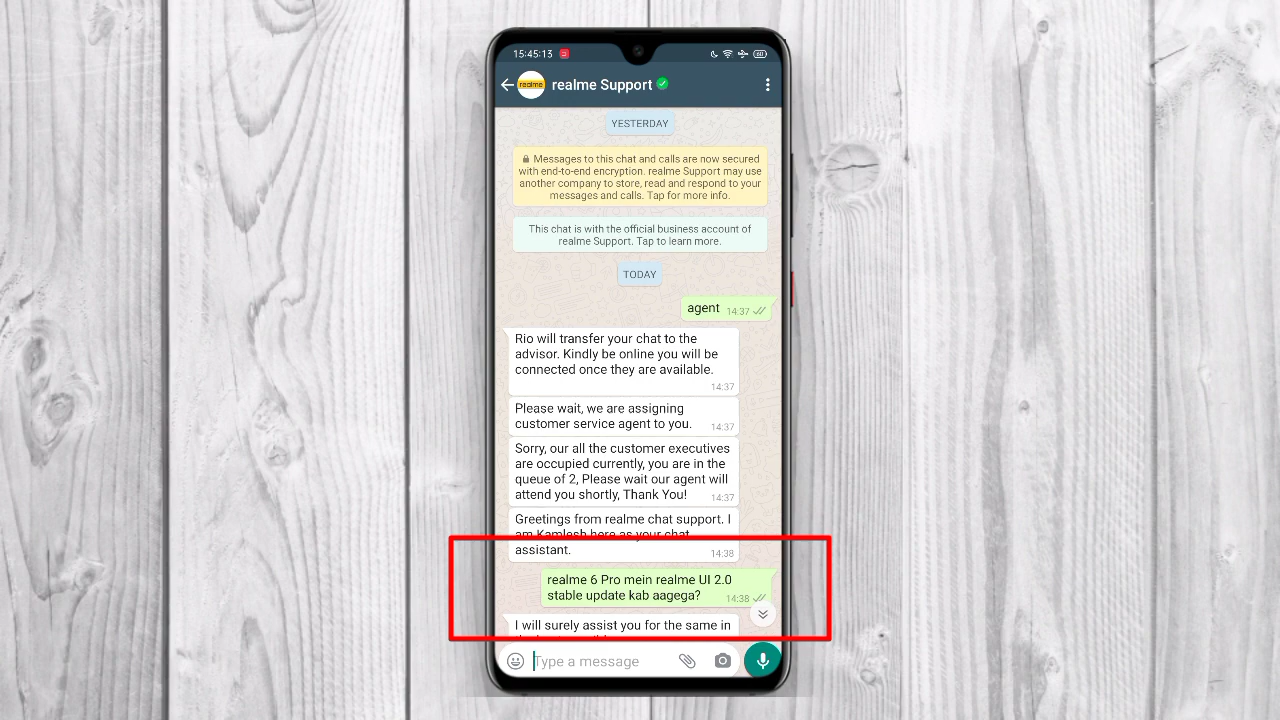 15:45:13
realme
realme Support
YESTERDAY
Messages to this chat and calls are now secured
with end-to-end encryption. realme Support may use
another company to store, read and respond to your
messages and calls. Tap for more info.
This chat is with the official business account of
realme Support. Tap to learn more.
TODAY
agent 14:37
Rio will transfer your chat to the
advisor. Kindly be online you will be
connected once they are available.
14:37
Please wait, we are assigning
customer service agent to you. 14:37
Sorry, our all the customer executives
are occupied currently, you are in the
queue of 2, Please wait our agent will
attend you shortly, Thank You! 14:37
Greetings from realme chat support. I
am Kamlesh here as your chat
assistant. 14:38
realme 6 Pro mein realme UI 2.0
stable update kab aagega? 14:38
I will surely assist you for the same in
Type a message